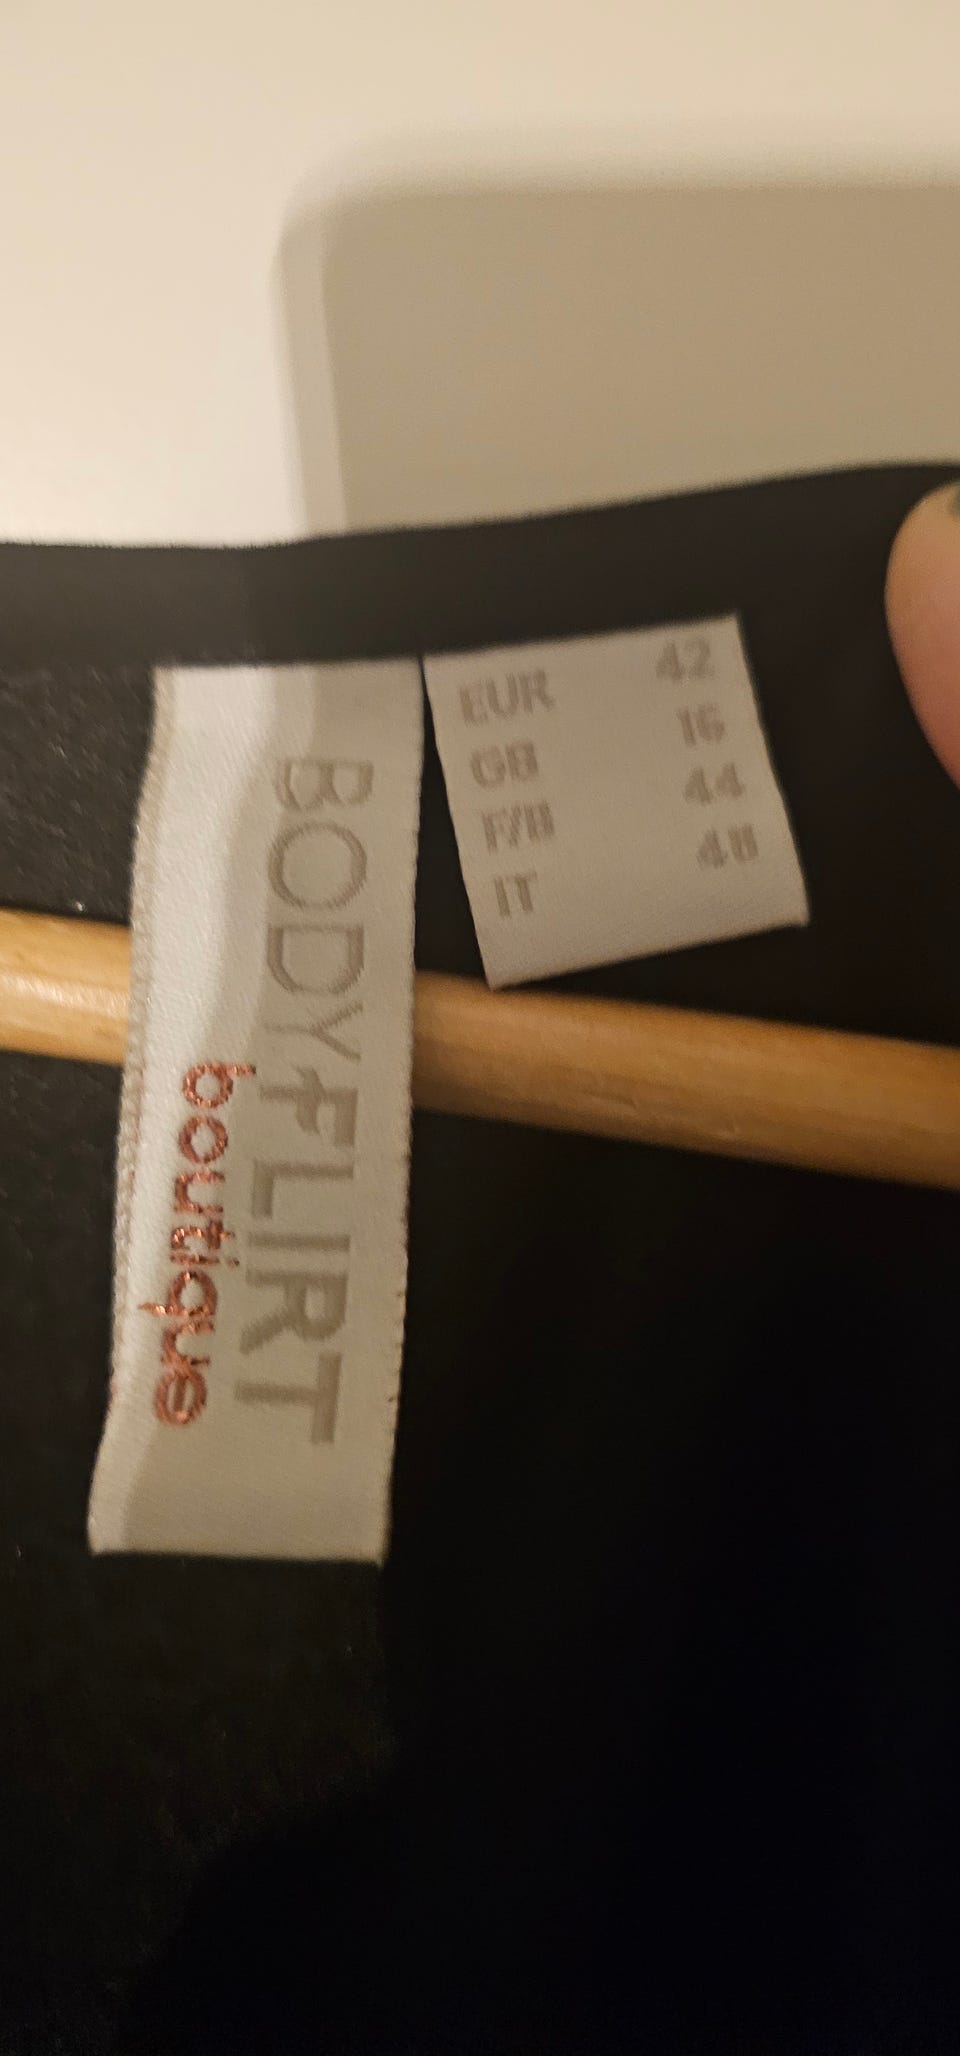 BODYFLIRT
boutique
EUR 42
GB 16
F/B 44
IT 48